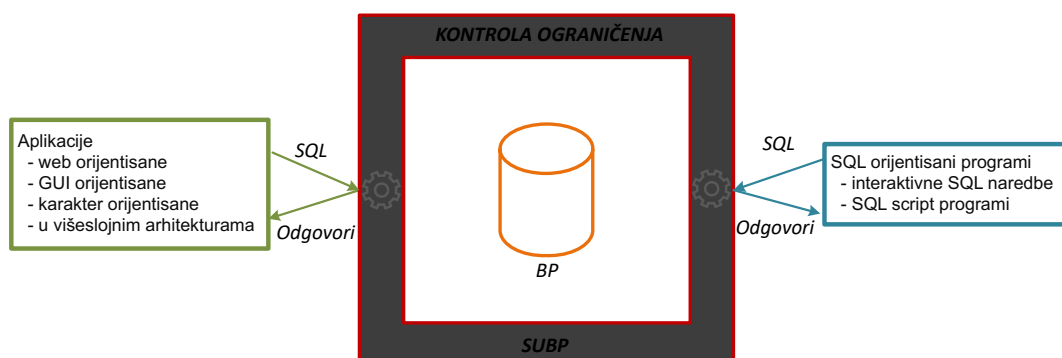 KONTROLA OGRANIČENJA
Aplikacije
- web orijentisane
- GUI orijentisane
- karakter orijentisane
- u višeslojnim arhitekturama
SQL
Odgovori
BP
SQL
Odgovori
SQL orijentisani programi
- interaktivne SQL naredbe
- SQL script programi
SUBP